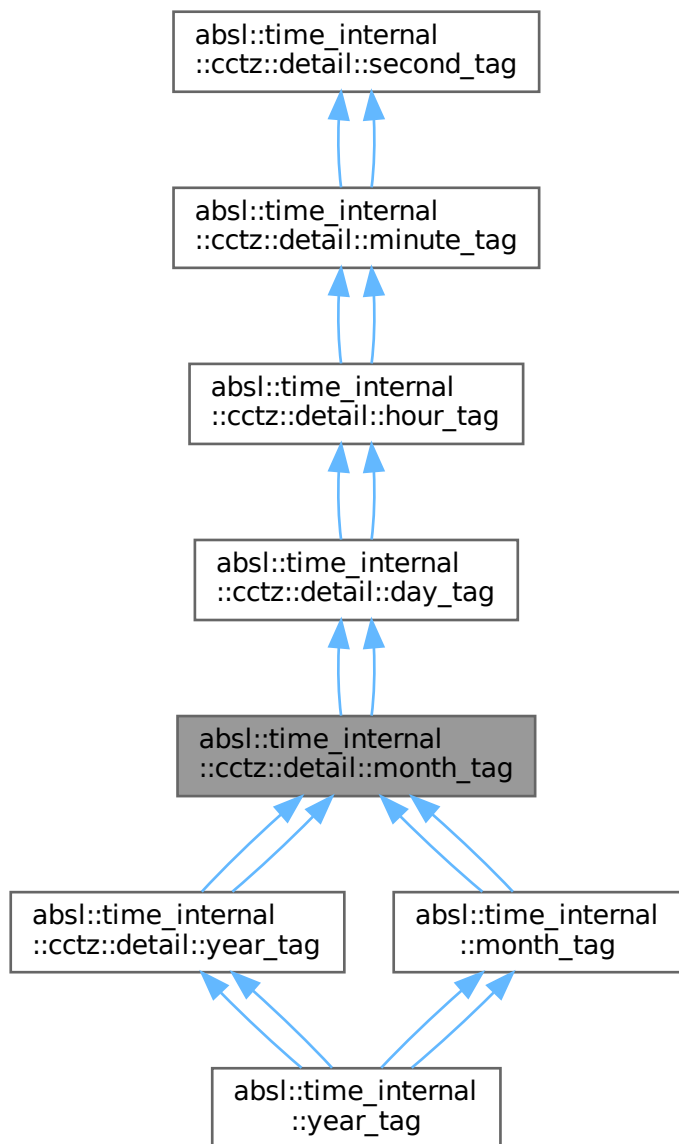 absl::time_internal
::cctz::detail::second_tag
absl::time_internal
::cctz::detail::minute_tag
absl::time_internal
::cctz::detail::hour_tag
absl::time_internal
::cctz::detail::day_tag
absl::time_internal
::cctz::detail::month_tag
absl::time_internal
::cctz::detail::year_tag
absl::time_internal
::month_tag
absl::time_internal
::year_tag